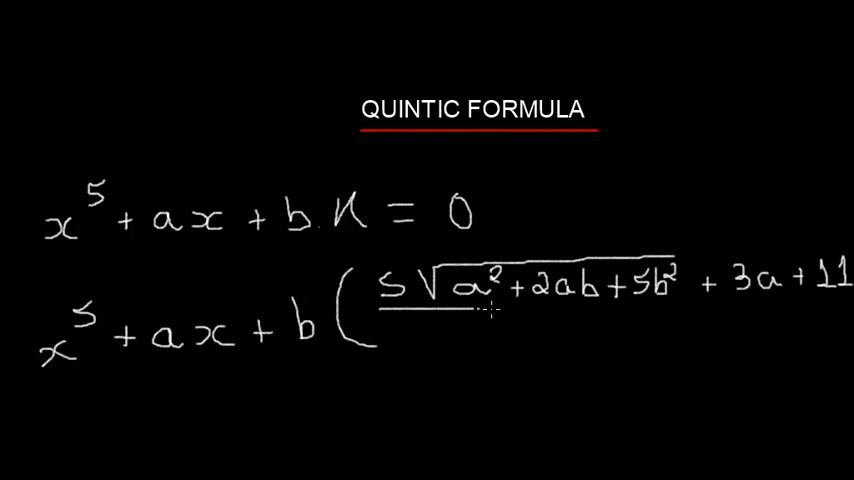 QUINTIC FORMULA
x⁵ + ax + b.K = 0
x⁵ + ax + b ( 5√a² + 2ab + 5b² + 3a + 11